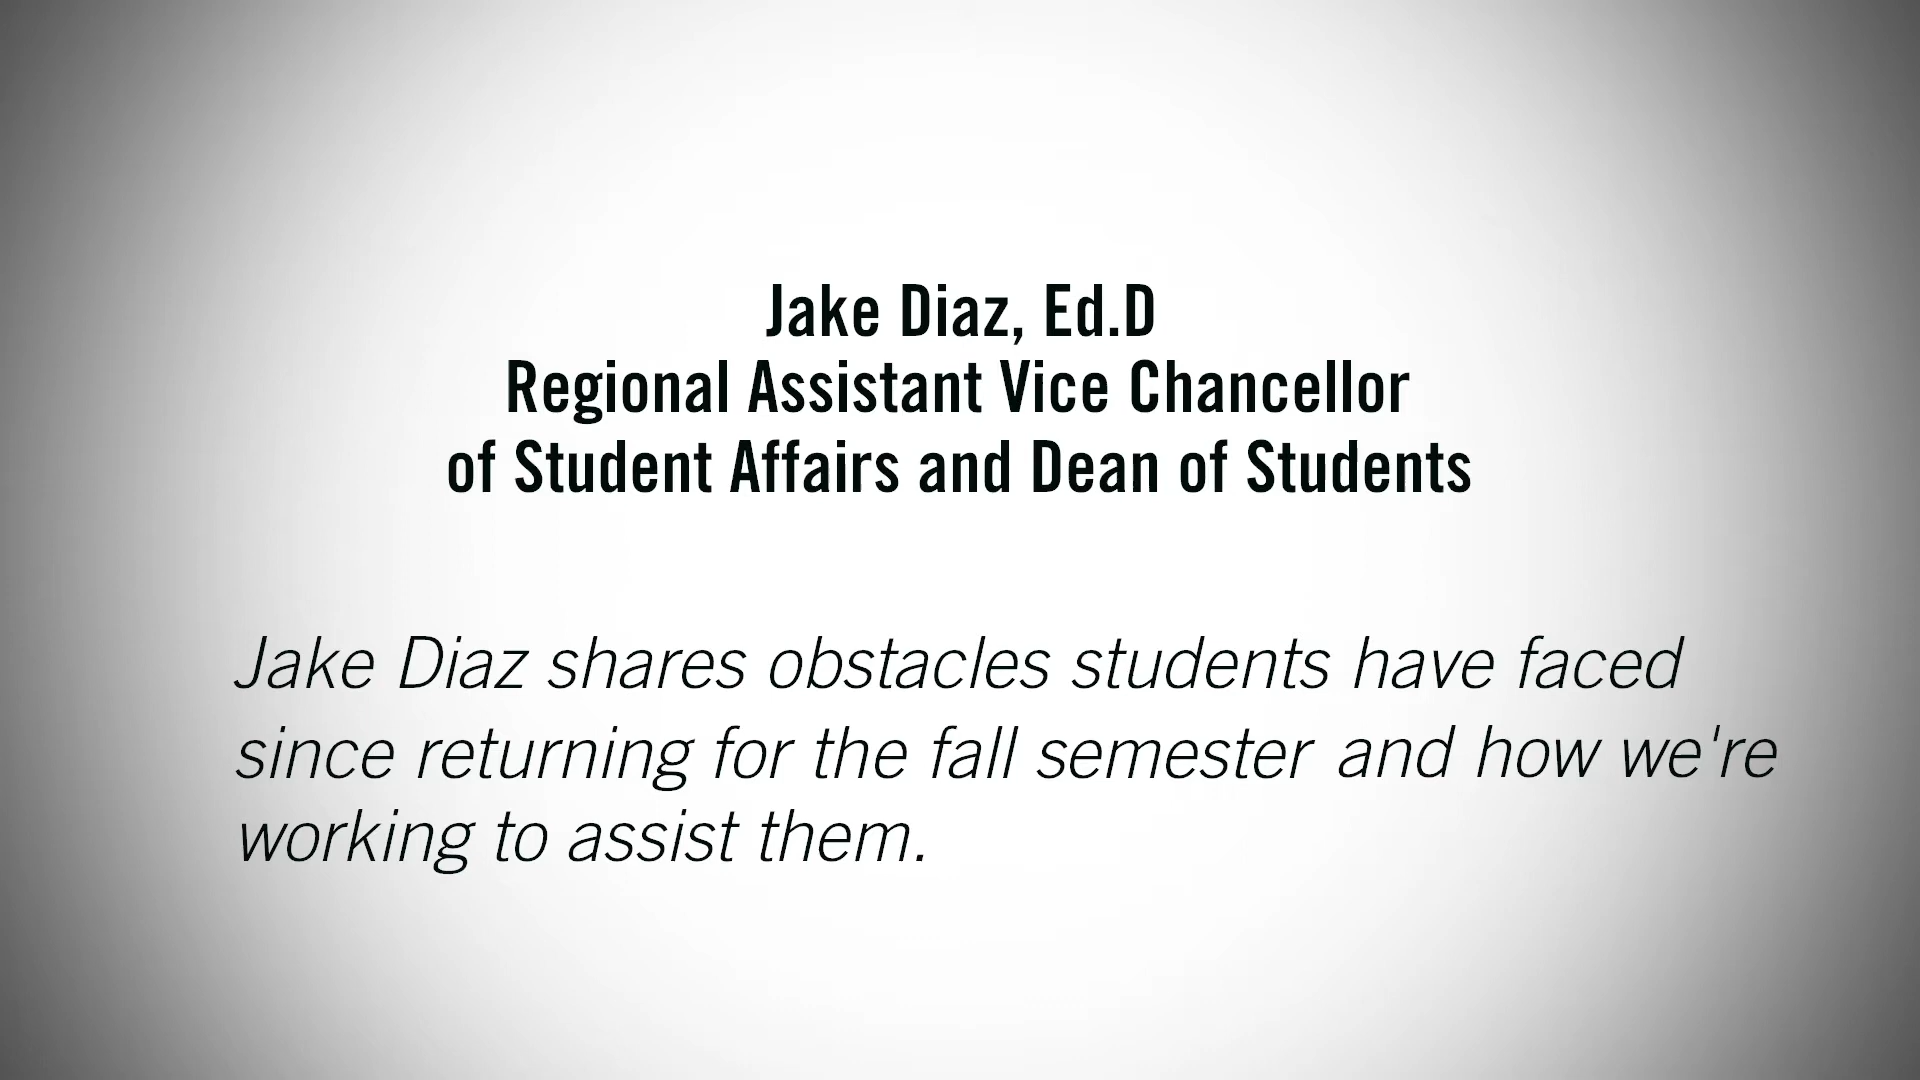 Jake Diaz, Ed.D
Regional Assistant Vice Chancellor
of Student Affairs and Dean of Students
Jake Diaz shares obstacles students have faced
since returning for the fall semester and how we're
working to assist them.